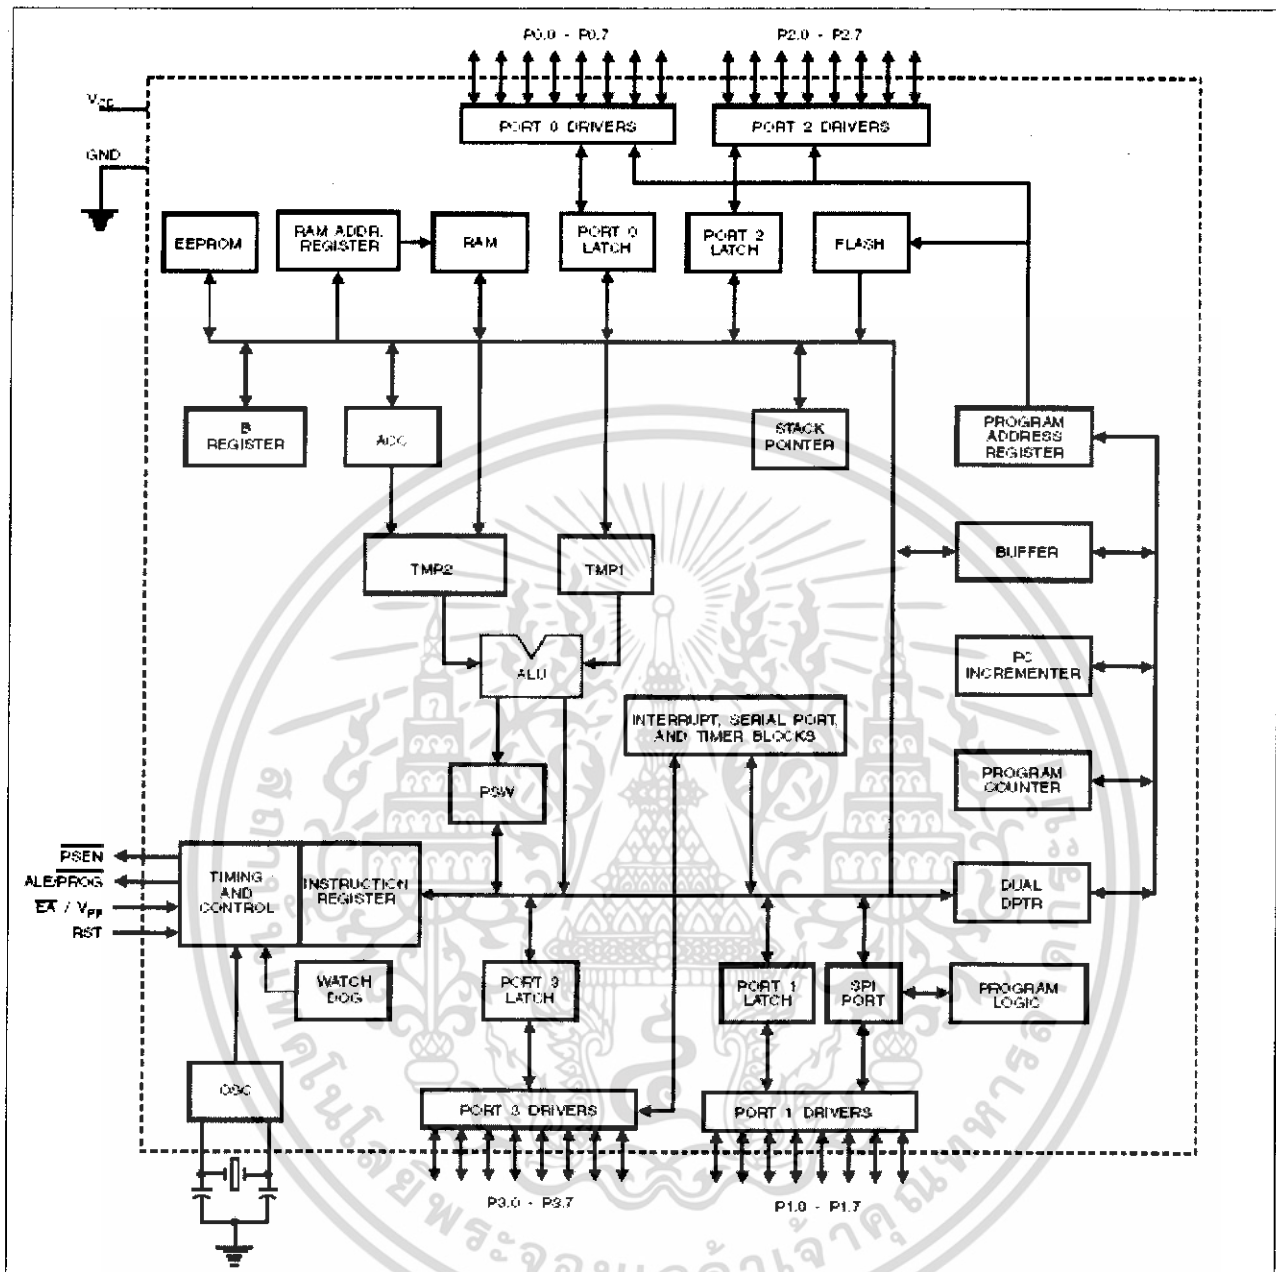 P0.0 - P0.7
P2.0 - P2.7
VCC
PORT 0 DRIVERS
PORT 2 DRIVERS
GND
EEPROM
RAM ADDR.
REGISTER
RAM
PORT 0
LATCH
PORT 2
LATCH
FLASH
B
REGISTER
ACC
STACK
POINTER
PROGRAM
ADDRESS
REGISTER
BUFFER
TMP2
TMP1
PC
INCREMENTER
ALU
INTERRUPT, SERIAL PORT,
AND TIMER BLOCKS
PROGRAM
COUNTER
PSW
PSEN
ALE/PROG
EA / VPP
RST
TIMING
AND
CONTROL
INSTRUCTION
REGISTER
DUAL
DPTR
WATCH
DOG
PORT 3
LATCH
PORT 1
LATCH
SPI
PORT
PROGRAM
LOGIC
OSC
PORT 3 DRIVERS
PORT 1 DRIVERS
P3.0 - P3.7
P1.0 - P1.7